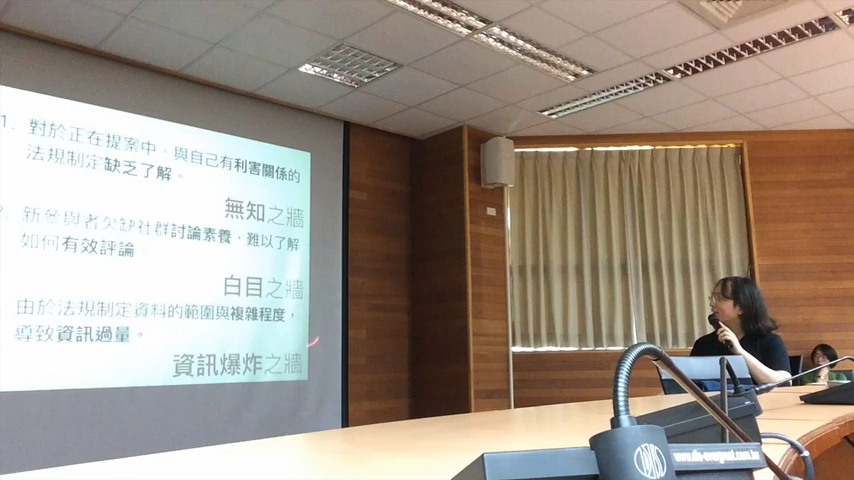 1. 對於正在提案中、與自己有利害關係的
法規制定缺乏了解。
無知之牆
2. 新參與者欠缺社群討論素養,難以了解
如何有效評論。
白目之牆
由於法規制定資料的範圍與複雜程度,
導致資訊過量。
資訊爆炸之牆